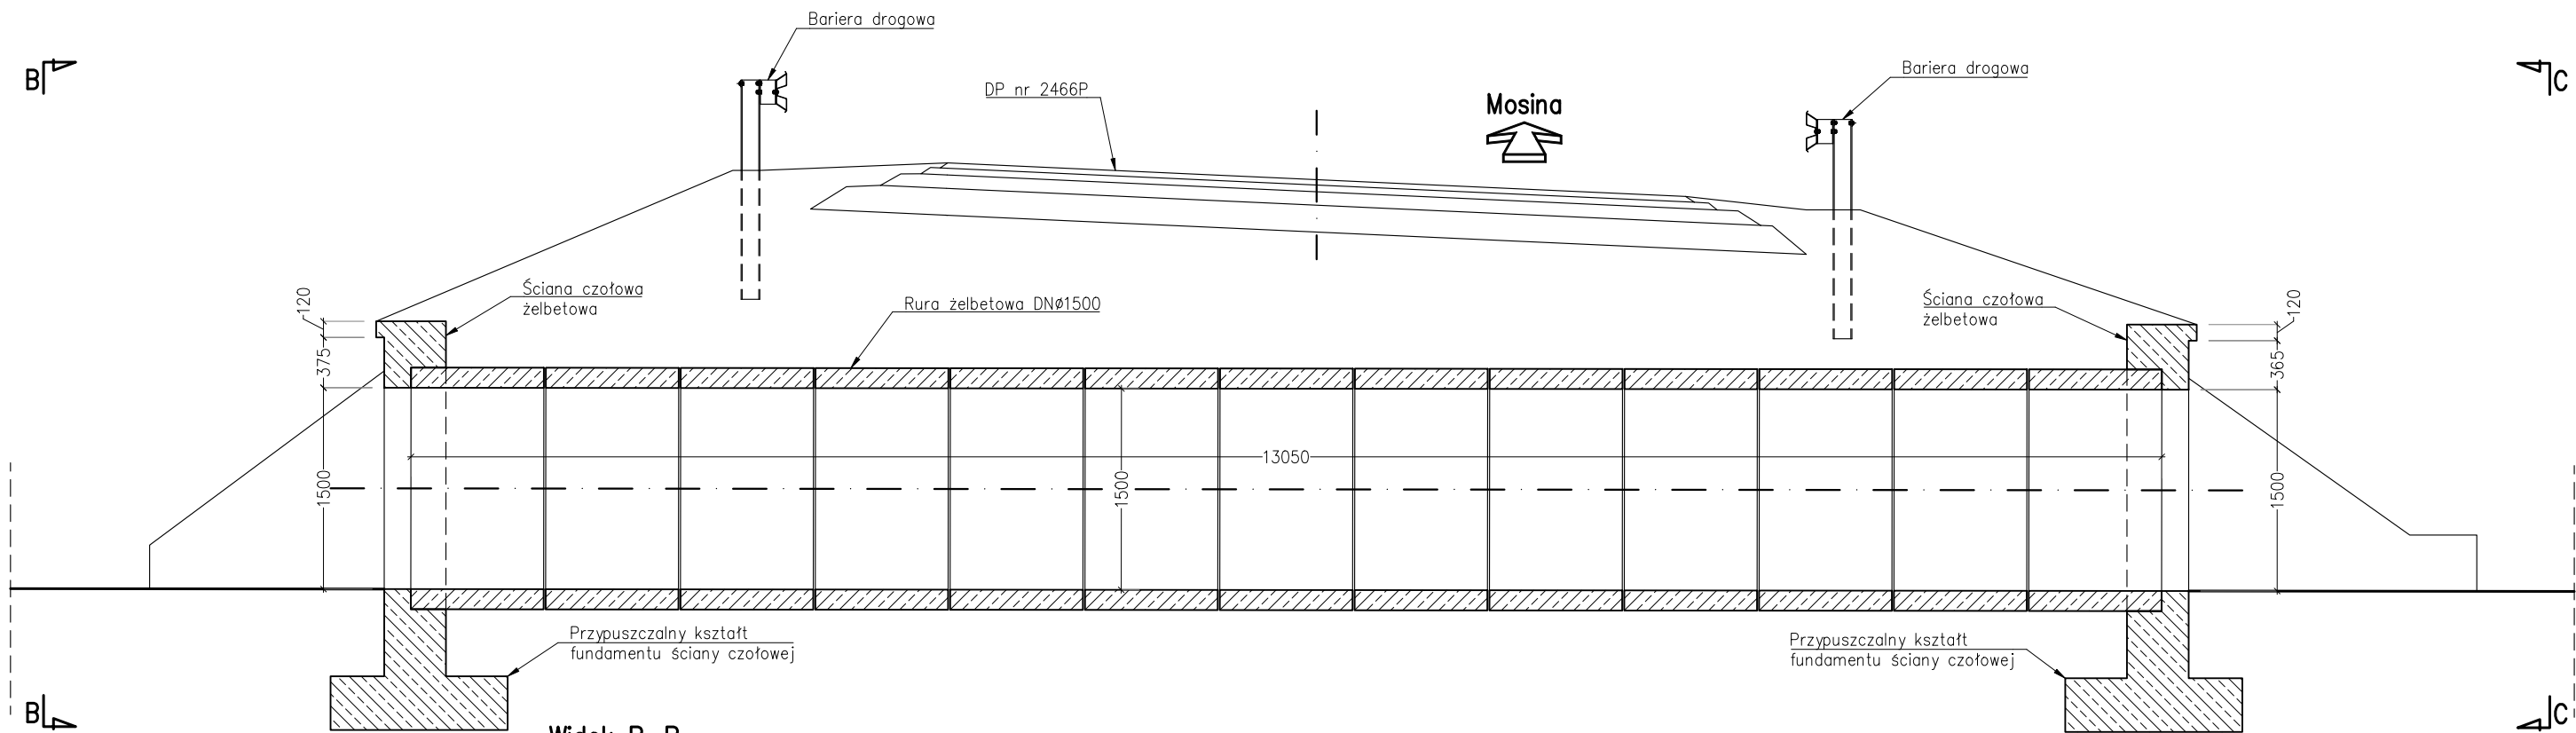 Bariera drogowa
B
C
Bariera drogowa
DP nr 2466P
Mosina
Ściana czołowa
żelbetowa
Rura żelbetowa DNø1500
Ściana czołowa
żelbetowa
120
375
1500
1500
13050
120
365
1500
Przypuszczalny kształt
fundamentu ściany czołowej
Przypuszczalny kształt
fundamentu ściany czołowej
B
C
Widok B-B